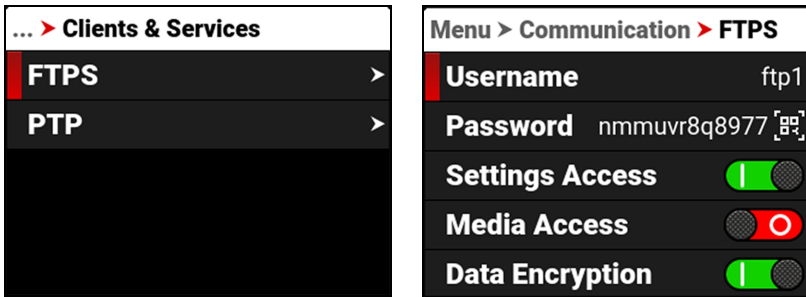 ... > Clients & Services
FTPS
PTP
Menu > Communication > FTPS
Username ftp1
Password nmmuvr8q8977
Settings Access
Media Access
Data Encryption